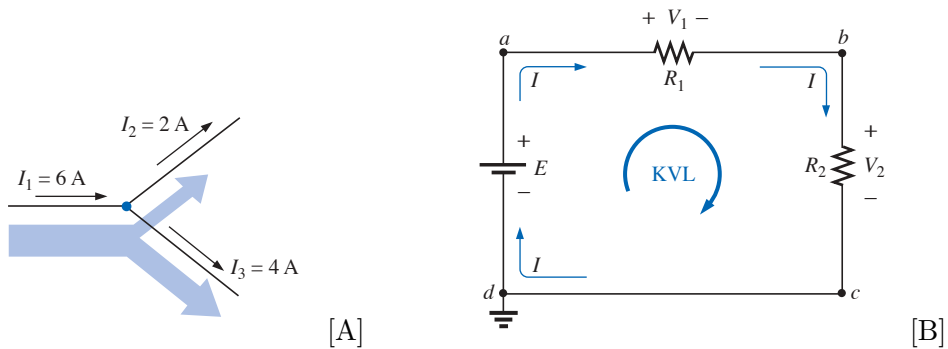 I₂ = 2 A
I₁ = 6 A
I₃ = 4 A
[A]
+ V₁ −
a
b
R₁
I
I
+
E
−
KVL
+
R₂
V₂
−
I
d
c
[B]